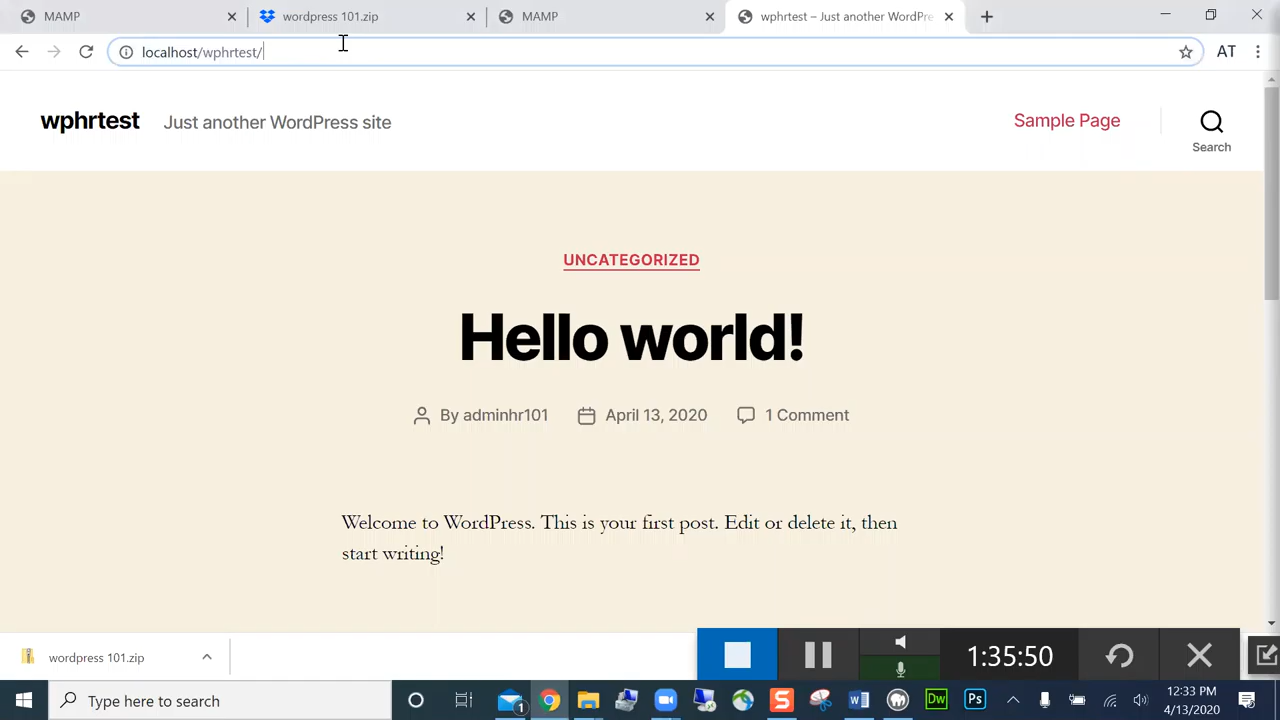 MAMP
wordpress 101.zip
MAMP
wphrtest – Just another WordPre
localhost/wphrtest/
AT
wphrtest
Just another WordPress site
Sample Page
Search
UNCATEGORIZED
Hello world!
By adminhr101
April 13, 2020
1 Comment
Welcome to WordPress. This is your first post. Edit or delete it, then
start writing!
wordpress 101.zip
1:35:50
Type here to search
1
S
W
Dw
Ps
12:33 PM
4/13/2020